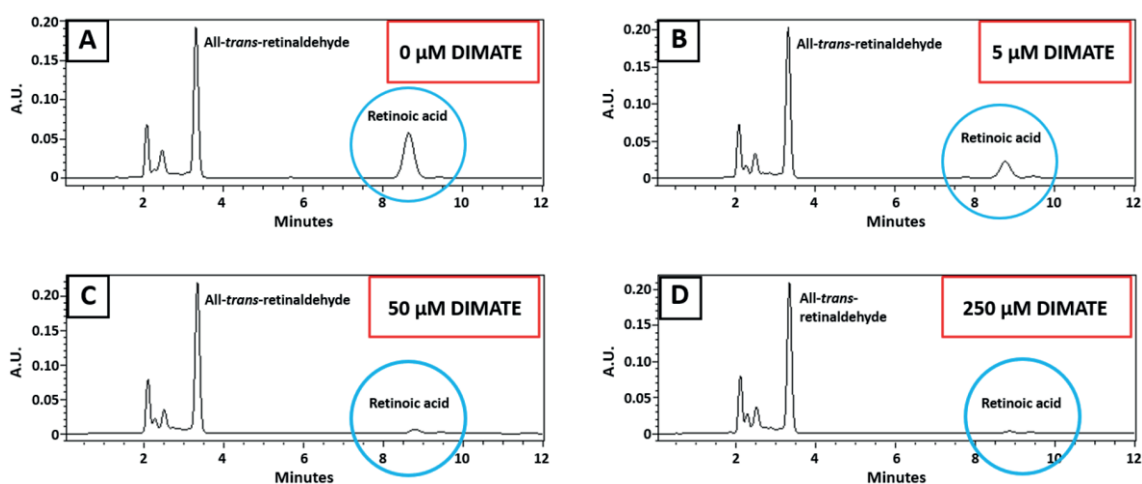 A
All-trans-retinaldehyde
0 µM DIMATE
Retinoic acid
A.U.
0.20
0.15
0.10
0.05
0
2
4
6
8
10
12
Minutes
B
All-trans-retinaldehyde
5 µM DIMATE
Retinoic acid
A.U.
0.20
0.15
0.10
0.05
0
2
4
6
8
10
12
Minutes
C
All-trans-retinaldehyde
50 µM DIMATE
Retinoic acid
A.U.
0.20
0.15
0.10
0.05
0
2
4
6
8
10
12
Minutes
D
All-trans-
retinaldehyde
250 µM DIMATE
Retinoic acid
A.U.
0.20
0.15
0.10
0.05
0
2
4
6
8
10
12
Minutes